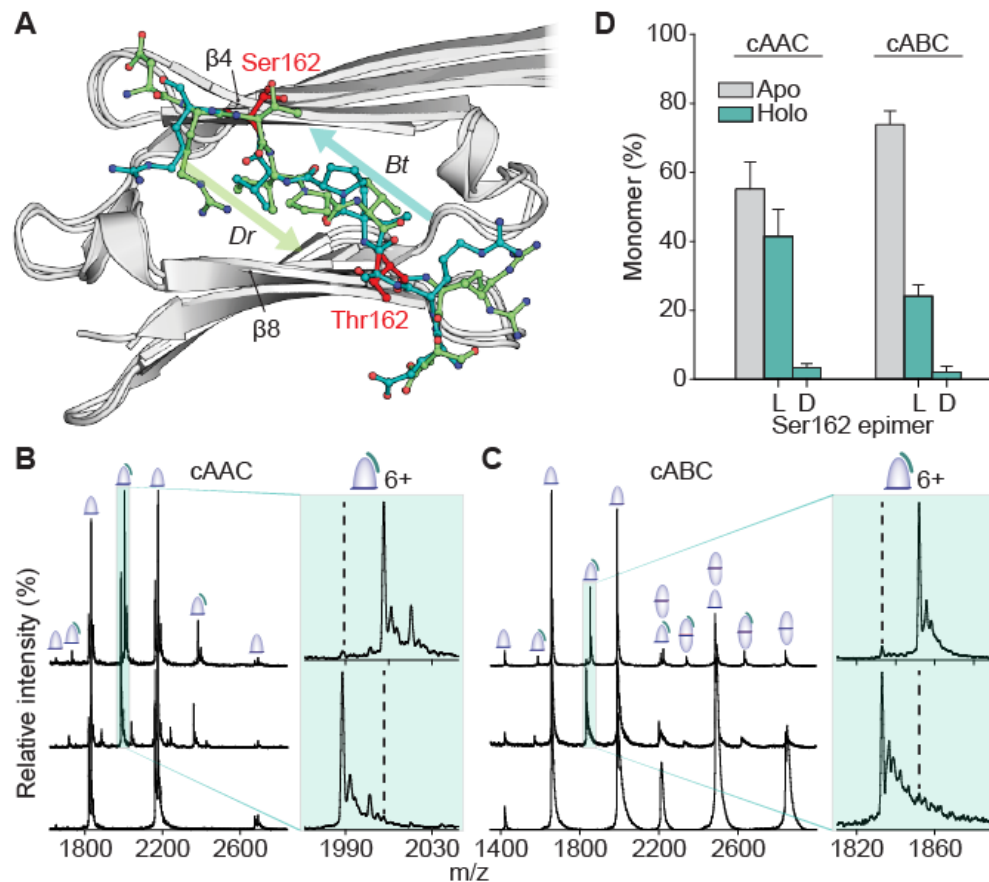 A
β4
Ser162
Bt
Dr
β8
Thr162
D
cAAC
cABC
Apo
Holo
Monomer (%)
100
80
60
40
20
0
L D
L D
Ser162 epimer
B
cAAC
6+
Relative intensity (%)
1800
2200
2600
1990
2030
C
cABC
6+
1400
1800
2200
2600
1820
1860
m/z